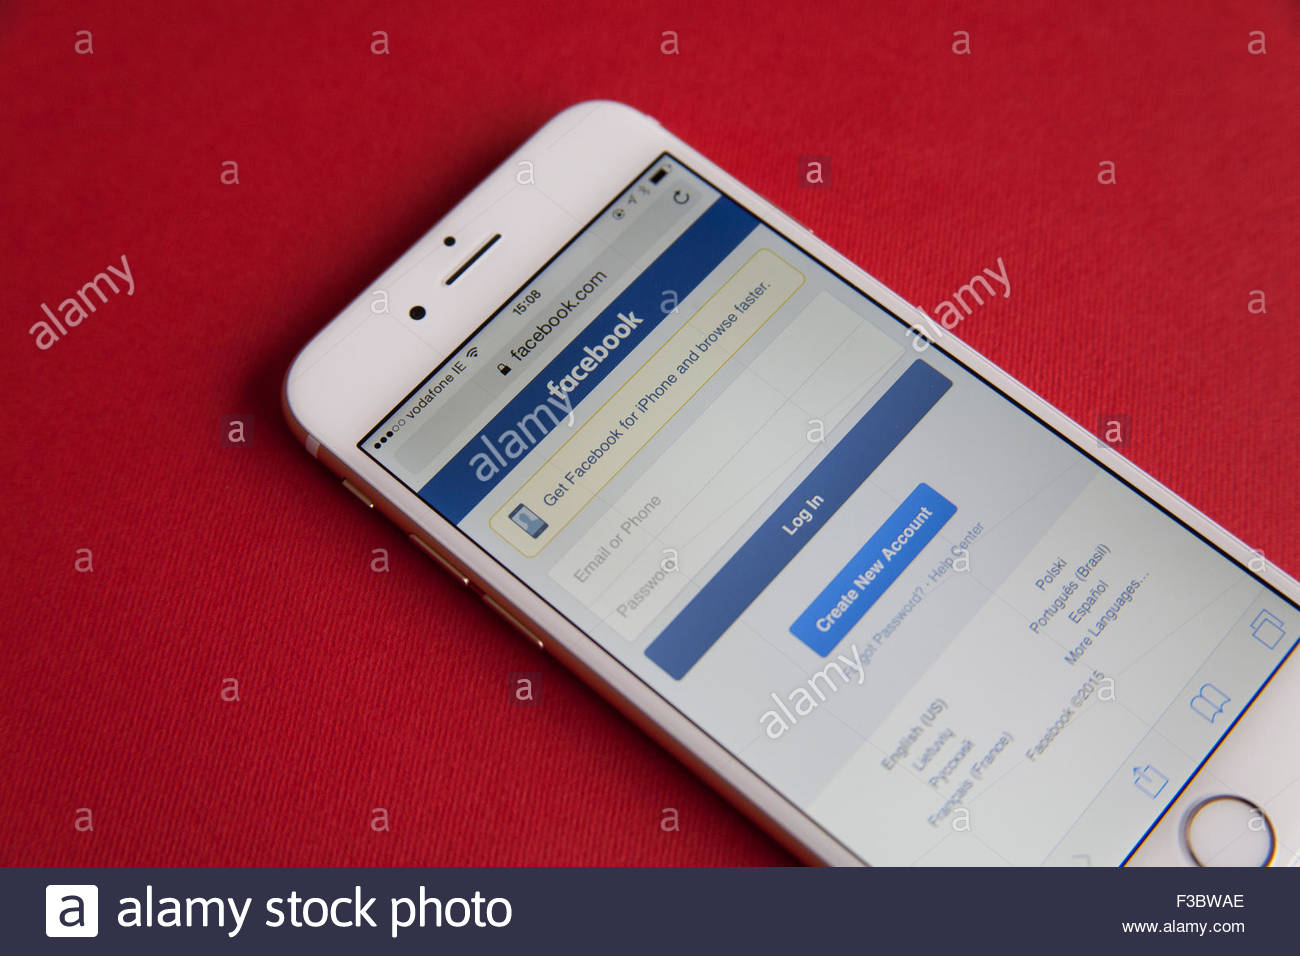 ●●●○○ vodafone IE 15:08
facebook.com
facebook
Get Facebook for iPhone and browse faster.
Email or Phone
Password
Log In
Create New Account
Forgot Password? · Help Center
English (US)
Polski
Lietuvių
Português (Brasil)
Русский
Español
Français (France)
More Languages...
Facebook ©2015
alamy
alamy
alamy
alamy
a alamy stock photo
F3BWAE
www.alamy.com